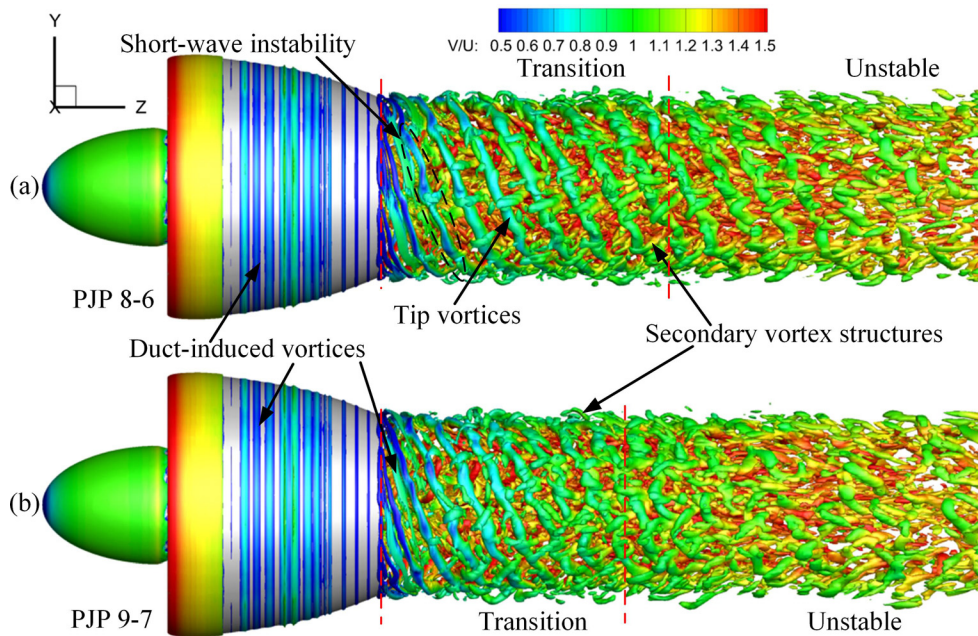 Y
X
Z
V/U: 0.5 0.6 0.7 0.8 0.9 1 1.1 1.2 1.3 1.4 1.5
Short-wave instability
Transition
Unstable
(a)
PJP 8-6
Tip vortices
Duct-induced vortices
Secondary vortex structures
(b)
PJP 9-7
Transition
Unstable